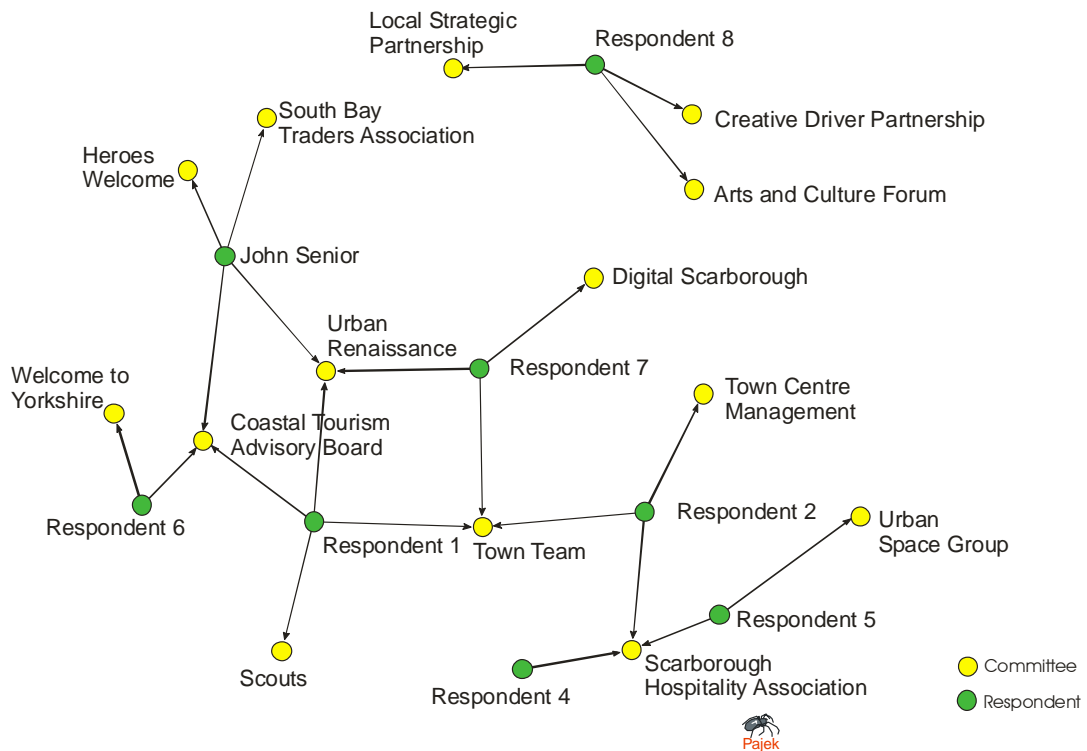 Local Strategic
Partnership
Respondent 8
South Bay
Traders Association
Creative Driver Partnership
Heroes
Welcome
Arts and Culture Forum
John Senior
Digital Scarborough
Urban
Renaissance
Respondent 7
Welcome to
Yorkshire
Town Centre
Management
Coastal Tourism
Advisory Board
Respondent 6
Respondent 1
Town Team
Respondent 2
Urban
Space Group
Respondent 5
Scouts
Respondent 4
Scarborough
Hospitality Association
Committee
Respondent
Pajek